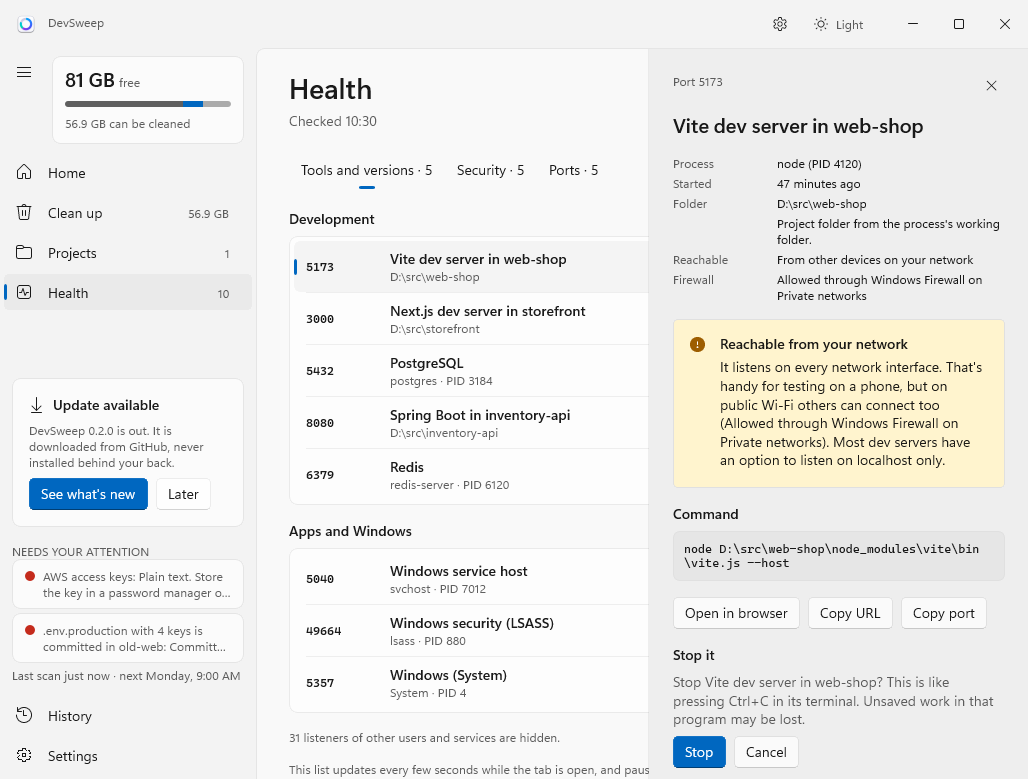 DevSweep
Light
81 GB free
56.9 GB can be cleaned
Home
Clean up 56.9 GB
Projects 1
Health 10
Update available
DevSweep 0.2.0 is out. It is
downloaded from GitHub, never
installed behind your back.
See what's new
Later
NEEDS YOUR ATTENTION
AWS access keys: Plain text. Store
the key in a password manager o...
.env.production with 4 keys is
committed in old-web: Committ...
Last scan just now · next Monday, 9:00 AM
History
Settings
Health
Checked 10:30
Tools and versions · 5 Security · 5 Ports · 5
Development
5173 Vite dev server in web-shop
D:\src\web-shop
3000 Next.js dev server in storefront
D:\src\storefront
5432 PostgreSQL
postgres · PID 3184
8080 Spring Boot in inventory-api
D:\src\inventory-api
6379 Redis
redis-server · PID 6120
Apps and Windows
5040 Windows service host
svchost · PID 7012
49664 Windows security (LSASS)
lsass · PID 880
5357 Windows (System)
System · PID 4
31 listeners of other users and services are hidden.
This list updates every few seconds while the tab is open, and paus
Port 5173
Vite dev server in web-shop
Process node (PID 4120)
Started 47 minutes ago
Folder D:\src\web-shop
Project folder from the process's working
folder.
Reachable From other devices on your network
Firewall Allowed through Windows Firewall on
Private networks
Reachable from your network
It listens on every network interface. That's
handy for testing on a phone, but on
public Wi-Fi others can connect too
(Allowed through Windows Firewall on
Private networks). Most dev servers have
an option to listen on localhost only.
Command
node D:\src\web-shop\node_modules\vite\bin
\vite.js --host
Open in browser
Copy URL
Copy port
Stop it
Stop Vite dev server in web-shop? This is like
pressing Ctrl+C in its terminal. Unsaved work in that
program may be lost.
Stop
Cancel